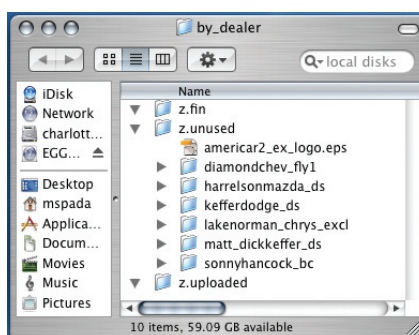 by_dealer
local disks
Name
iDisk
Network
charlott...
EGG...
Desktop
mspada
Applica...
Docum...
Movies
Music
Pictures
z.fin
z.unused
americar2_ex_logo.eps
diamondchev_fly1
harrelsonmazda_ds
kefferdodge_ds
lakenorman_chrys_excl
matt_dickkeffer_ds
sonnyhancock_bc
z.uploaded
10 items, 59.09 GB available